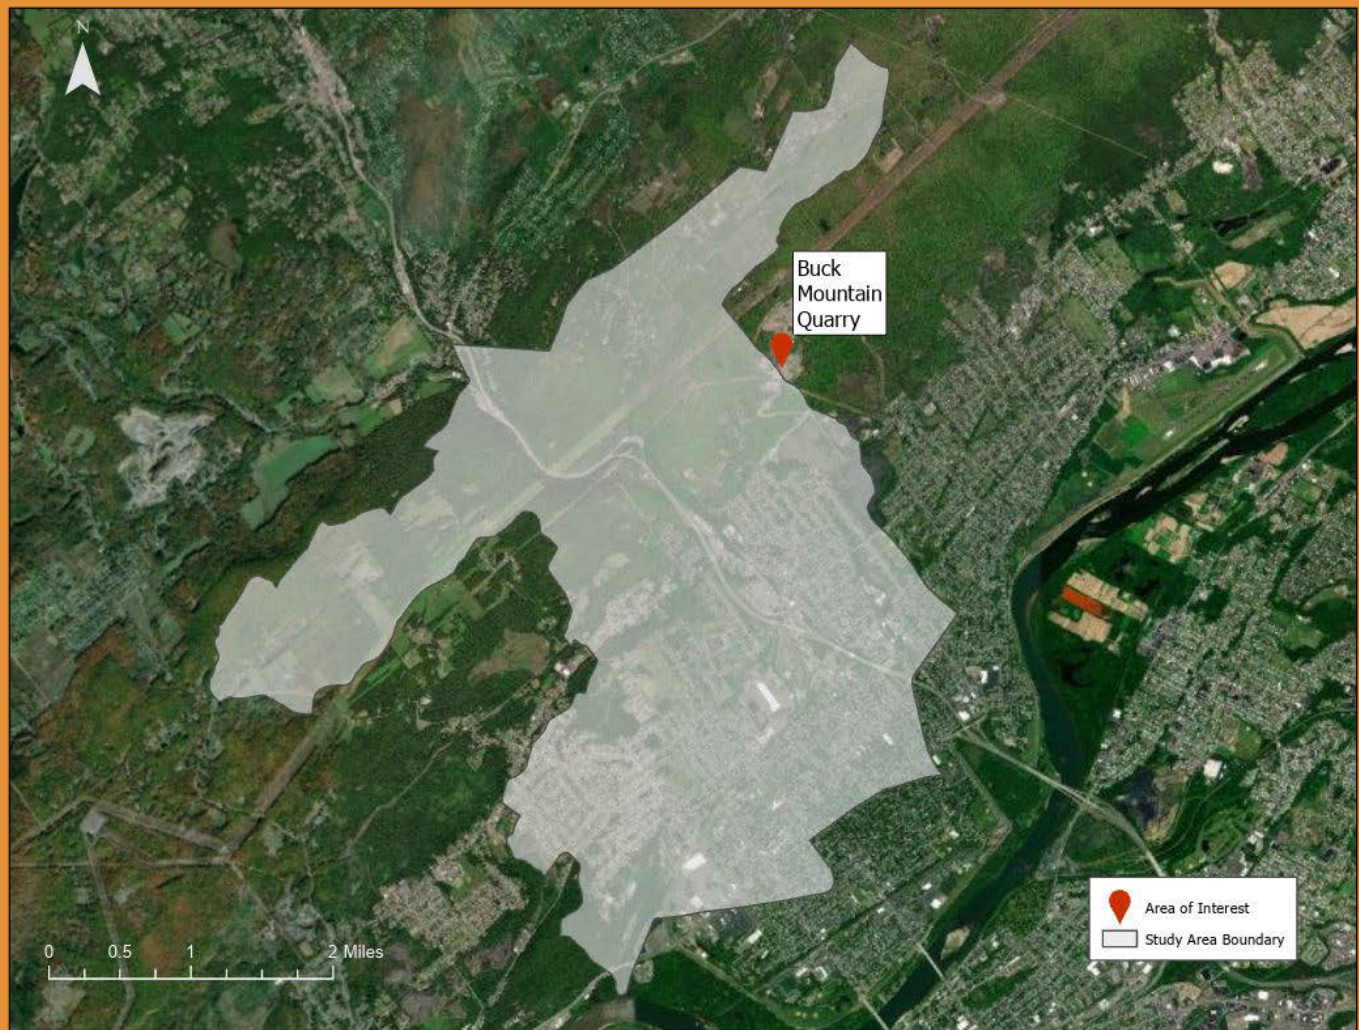 N
Buck
Mountain
Quarry
Area of Interest
Study Area Boundary
0 0.5 1 2 Miles